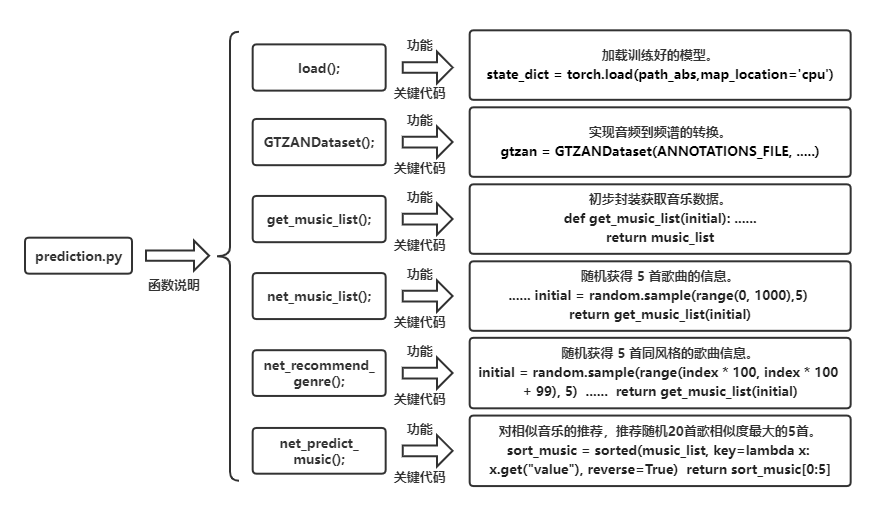 prediction.py
函数说明
load();
功能
关键代码
加载训练好的模型。
state_dict = torch.load(path_abs,map_location='cpu')
GTZANDataset();
功能
关键代码
实现音频到频谱的转换。
gtzan = GTZANDataset(ANNOTATIONS_FILE, .....)
get_music_list();
功能
关键代码
初步封装获取音乐数据。
def get_music_list(initial): ......
return music_list
net_music_list();
功能
关键代码
随机获得 5 首歌曲的信息。
...... initial = random.sample(range(0, 1000),5)
return get_music_list(initial)
net_recommend_
genre();
功能
关键代码
随机获得 5 首同风格的歌曲信息。
initial = random.sample(range(index * 100, index * 100
+ 99), 5) ...... return get_music_list(initial)
net_predict_
music();
功能
关键代码
对相似音乐的推荐，推荐随机20首歌相似度最大的5首。
sort_music = sorted(music_list, key=lambda x:
x.get("value"), reverse=True) return sort_music[0:5]